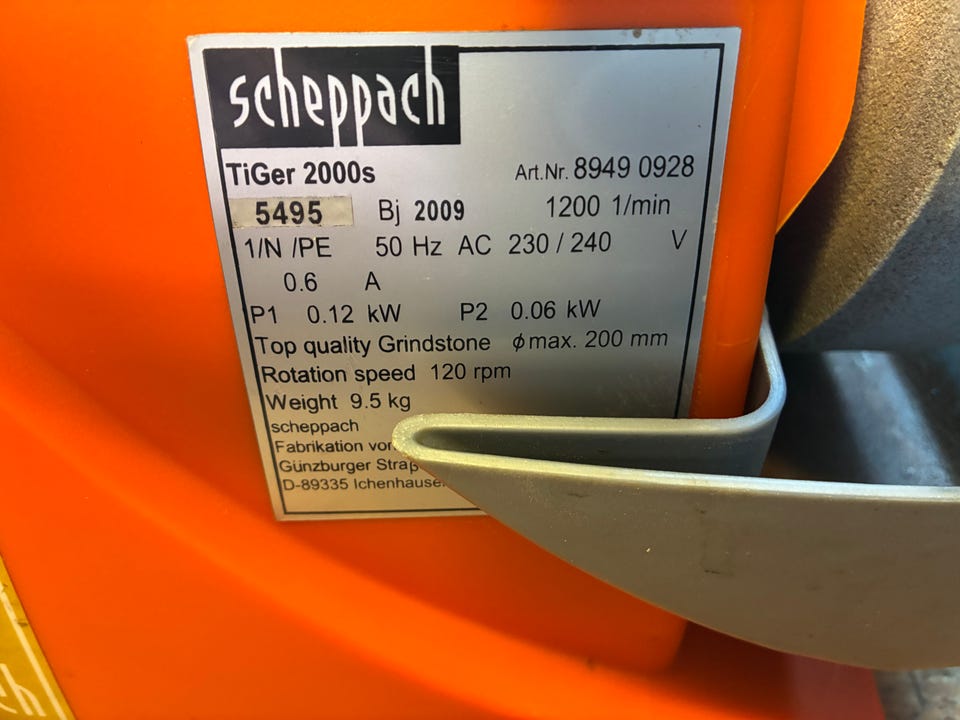 scheppach
TiGer 2000s Art.Nr. 8949 0928
5495 Bj 2009 1200 1/min
1/N /PE 50 Hz AC 230 / 240 V
0.6 A
P1 0.12 kW P2 0.06 kW
Top quality Grindstone ϕ max. 200 mm
Rotation speed 120 rpm
Weight 9.5 kg
scheppach
Fabrikation
Günzburger
D-89335